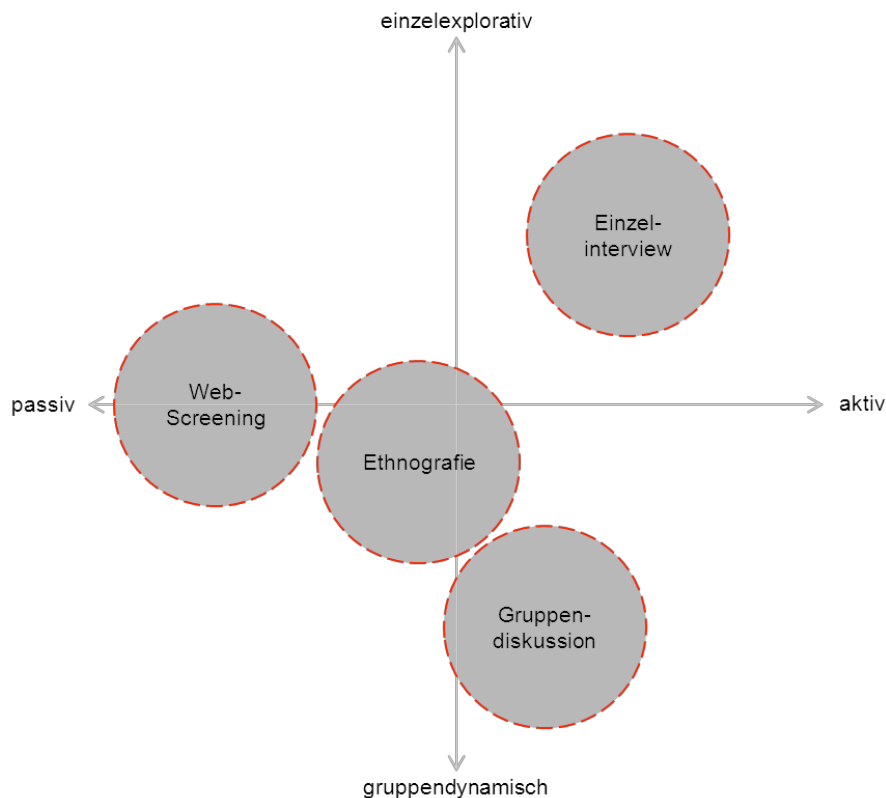 einzelexplorativ
Einzel-
interview
Web-
Screening
passiv
aktiv
Ethnografie
Gruppen-
diskussion
gruppendynamisch